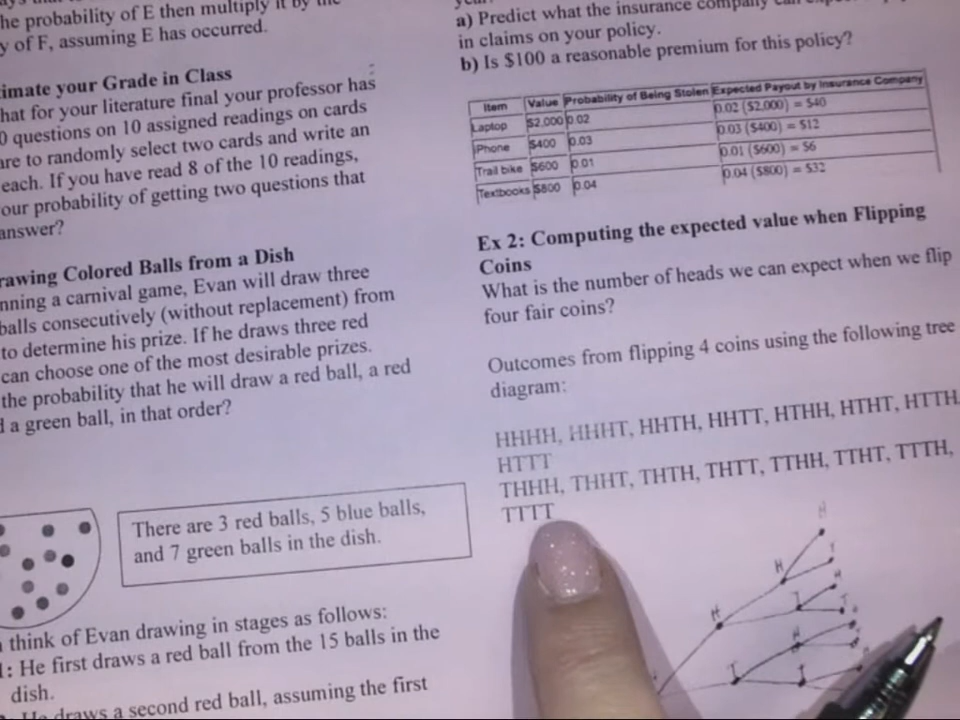 he probability of E then multiply it by the
y of F, assuming E has occurred.
timate your Grade in Class
hat for your literature final your professor has
0 questions on 10 assigned readings on cards
are to randomly select two cards and write an
each. If you have read 8 of the 10 readings,
our probability of getting two questions that
answer?
rawing Colored Balls from a Dish
nning a carnival game, Evan will draw three
balls consecutively (without replacement) from
to determine his prize. If he draws three red
can choose one of the most desirable prizes.
the probability that he will draw a red ball, a red
d a green ball, in that order?
There are 3 red balls, 5 blue balls,
and 7 green balls in the dish.
think of Evan drawing in stages as follows:
1: He first draws a red ball from the 15 balls in the
dish.
He draws a second red ball, assuming the first
a) Predict what the insurance company can
in claims on your policy.
b) Is $100 a reasonable premium for this policy?
Item Value Probability of Being Stolen Expected Payout by Insurance Company
Laptop $2,000 0.02 0.02 ($2,000) = $40
iPhone $400 0.03 0.03 ($400) = $12
Trail bike $600 0.01 0.01 ($600) = $6
Textbooks $800 0.04 0.04 ($800) = $32
Ex 2: Computing the expected value when Flipping
Coins
What is the number of heads we can expect when we flip
four fair coins?
Outcomes from flipping 4 coins using the following tree
diagram:
HHHH, HHHT, HHTH, HHTT, HTHH, HTHT, HTTH
HTTT
THHH, THHT, THTH, THTT, TTHH, TTHT, TTTH,
TTTT
H
H T
H
H T T
H
T T